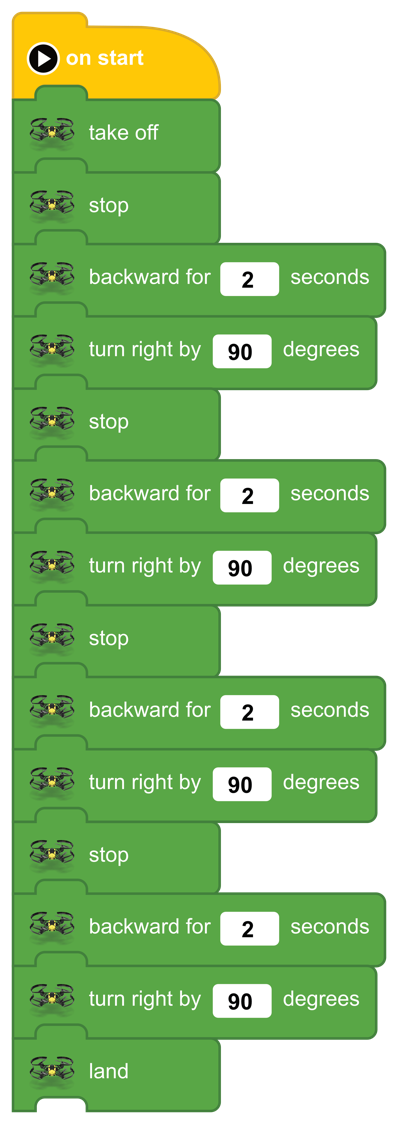 on start
take off
stop
backward for 2 seconds
turn right by 90 degrees
stop
backward for 2 seconds
turn right by 90 degrees
stop
backward for 2 seconds
turn right by 90 degrees
stop
backward for 2 seconds
turn right by 90 degrees
land